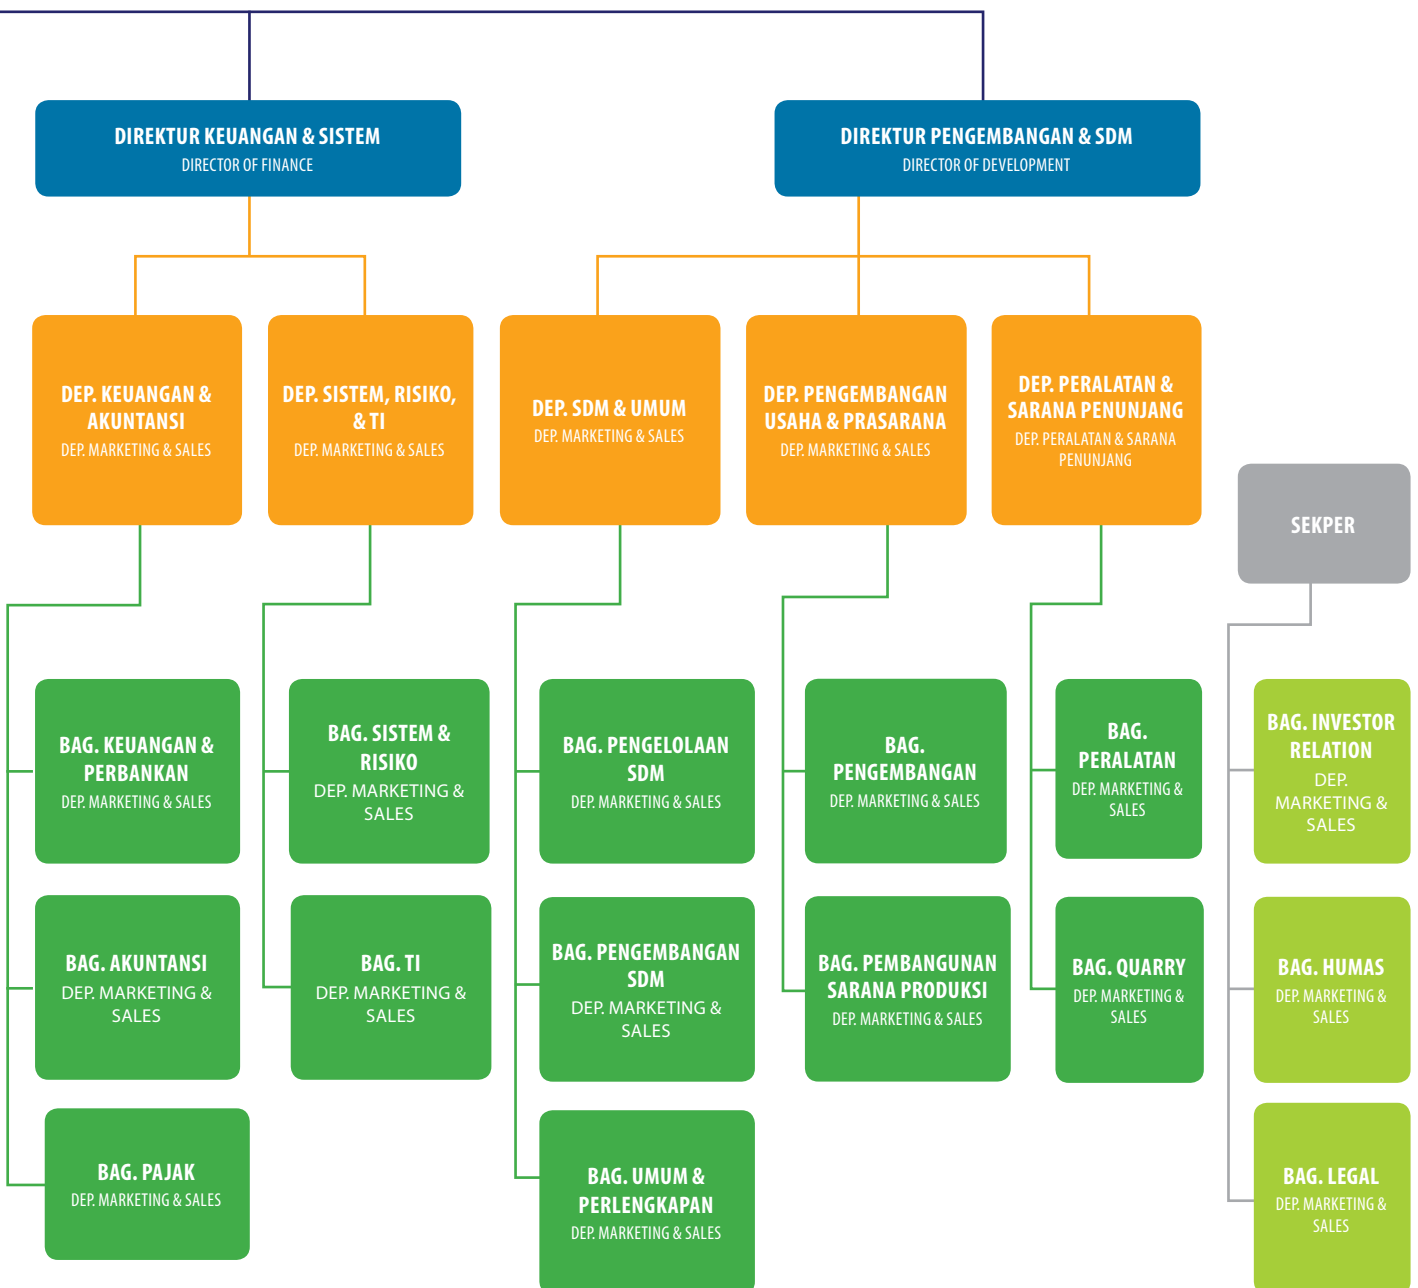 DIREKTUR KEUANGAN & SISTEM
DIRECTOR OF FINANCE
DIREKTUR PENGEMBANGAN & SDM
DIRECTOR OF DEVELOPMENT
DEP. KEUANGAN &
AKUNTANSI
DEP. MARKETING & SALES
DEP. SISTEM, RISIKO,
& TI
DEP. MARKETING & SALES
DEP. SDM & UMUM
DEP. MARKETING & SALES
DEP. PENGEMBANGAN
USAHA & PRASARANA
DEP. MARKETING & SALES
DEP. PERALATAN &
SARANA PENUNJANG
DEP. PERALATAN & SARANA
PENUNJANG
SEKPER
BAG. KEUANGAN &
PERBANKAN
DEP. MARKETING & SALES
BAG. SISTEM &
RISIKO
DEP. MARKETING &
SALES
BAG. PENGELOLAAN
SDM
DEP. MARKETING & SALES
BAG.
PENGEMBANGAN
DEP. MARKETING & SALES
BAG.
PERALATAN
DEP. MARKETING &
SALES
BAG. INVESTOR
RELATION
DEP.
MARKETING &
SALES
BAG. AKUNTANSI
DEP. MARKETING &
SALES
BAG. TI
DEP. MARKETING &
SALES
BAG. PENGEMBANGAN
SDM
DEP. MARKETING &
SALES
BAG. PEMBANGUNAN
SARANA PRODUKSI
DEP. MARKETING & SALES
BAG. QUARRY
DEP. MARKETING &
SALES
BAG. HUMAS
DEP. MARKETING &
SALES
BAG. PAJAK
DEP. MARKETING & SALES
BAG. UMUM &
PERLENGKAPAN
DEP. MARKETING & SALES
BAG. LEGAL
DEP. MARKETING &
SALES